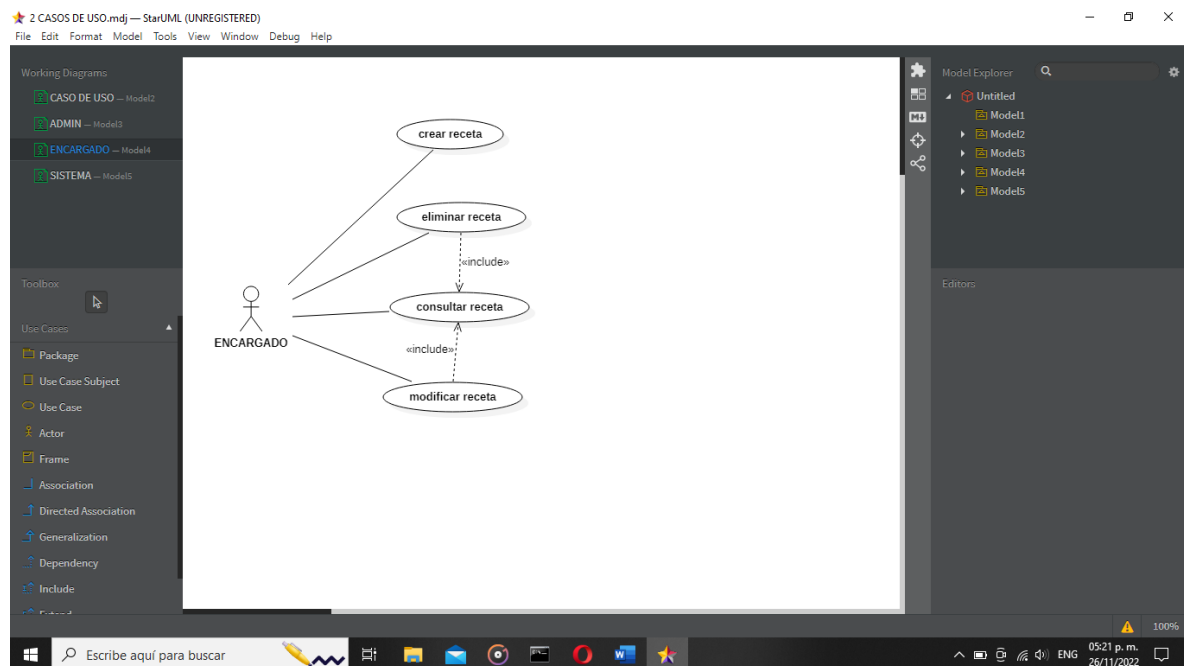 2 CASOS DE USO.mdj — StarUML (UNREGISTERED)
File Edit Format Model Tools View Window Debug Help
Working Diagrams
CASO DE USO — Model2
ADMIN — Model3
ENCARGADO — Model4
SISTEMA — Model5
Toolbox
Use Cases
Package
Use Case Subject
Use Case
Actor
Frame
Association
Directed Association
Generalization
Dependency
Include
Extend
crear receta
eliminar receta
«include»
consultar receta
ENCARGADO
«include»
modificar receta
Model Explorer
Untitled
Model1
Model2
Model3
Model4
Model5
Editors
100%
Escribe aquí para buscar
ENG
05:21 p. m.
26/11/2022